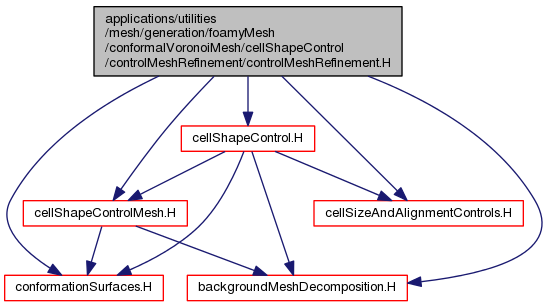 applications/utilities
/mesh/generation/foamyMesh
/conformalVoronoiMesh/cellShapeControl
/controlMeshRefinement/controlMeshRefinement.H
cellShapeControl.H
cellShapeControlMesh.H
cellSizeAndAlignmentControls.H
conformationSurfaces.H
backgroundMeshDecomposition.H